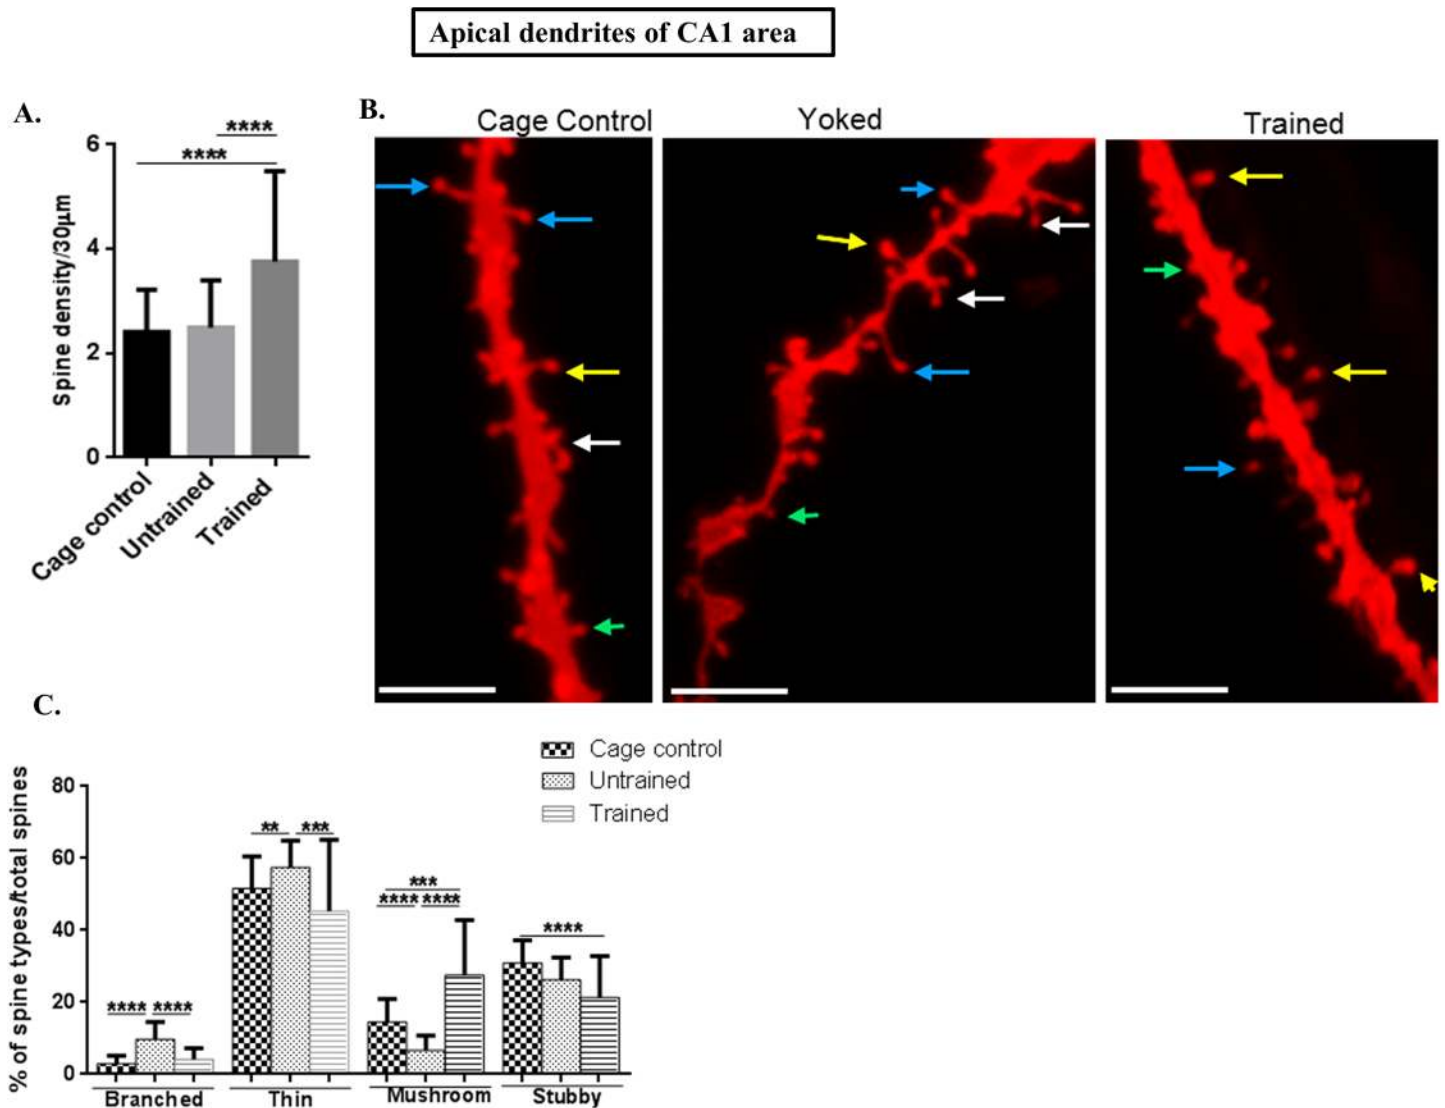 Apical dendrites of CA1 area
A.
****
****
6
4
2
0
Spine density/30µm
Cage control
Untrained
Trained
B.
Cage Control
Yoked
Trained
C.
Cage control
Untrained
Trained
80
60
40
20
0
% of spine types/total spines
** ***
***
**** ****
****
**** ****
Branched
Thin
Mushroom
Stubby